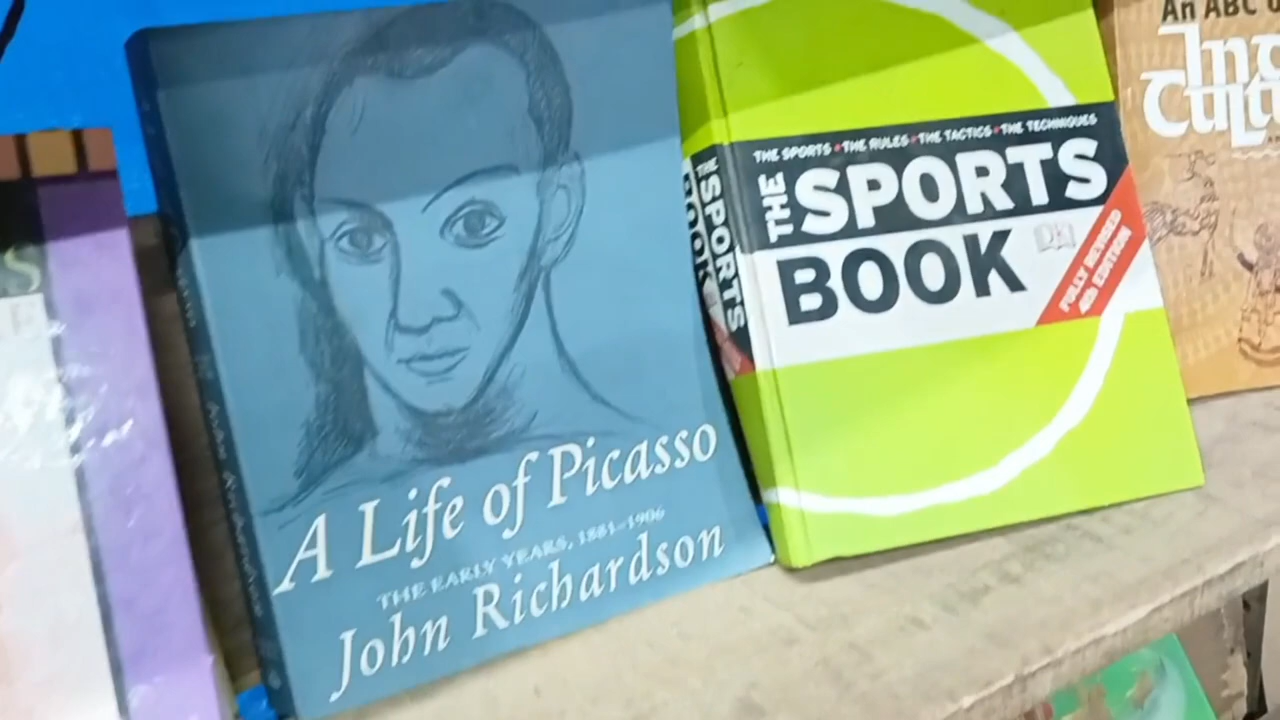 A Life of Picasso
THE EARLY YEARS, 1881–1906
John Richardson
THE SPORTS BOOK
THE SPORTS • THE RULES • THE TACTICS • THE TECHNIQUES
THE SPORTS
BOOK
DK
FULLY REVISED
4th EDITION
An ABC